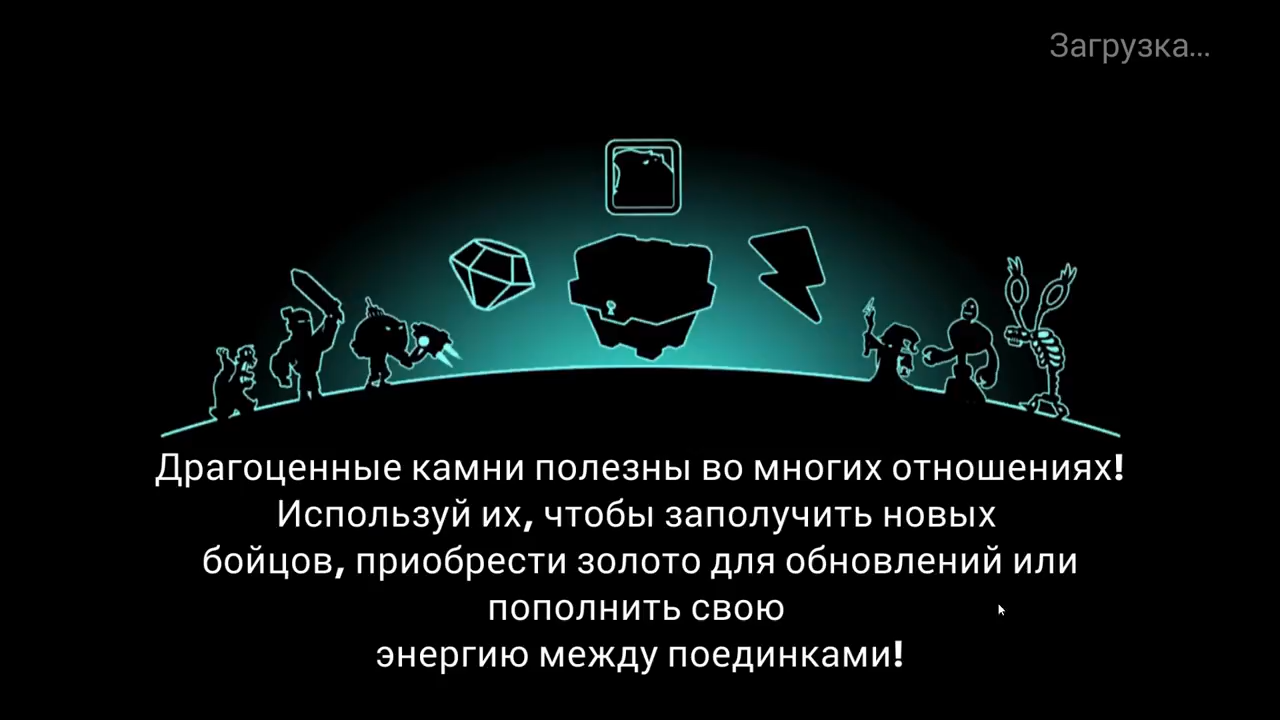 Загрузка...
Драгоценные камни полезны во многих отношениях!
Используй их, чтобы заполучить новых
бойцов, приобрести золото для обновлений или
пополнить свою
энергию между поединками!